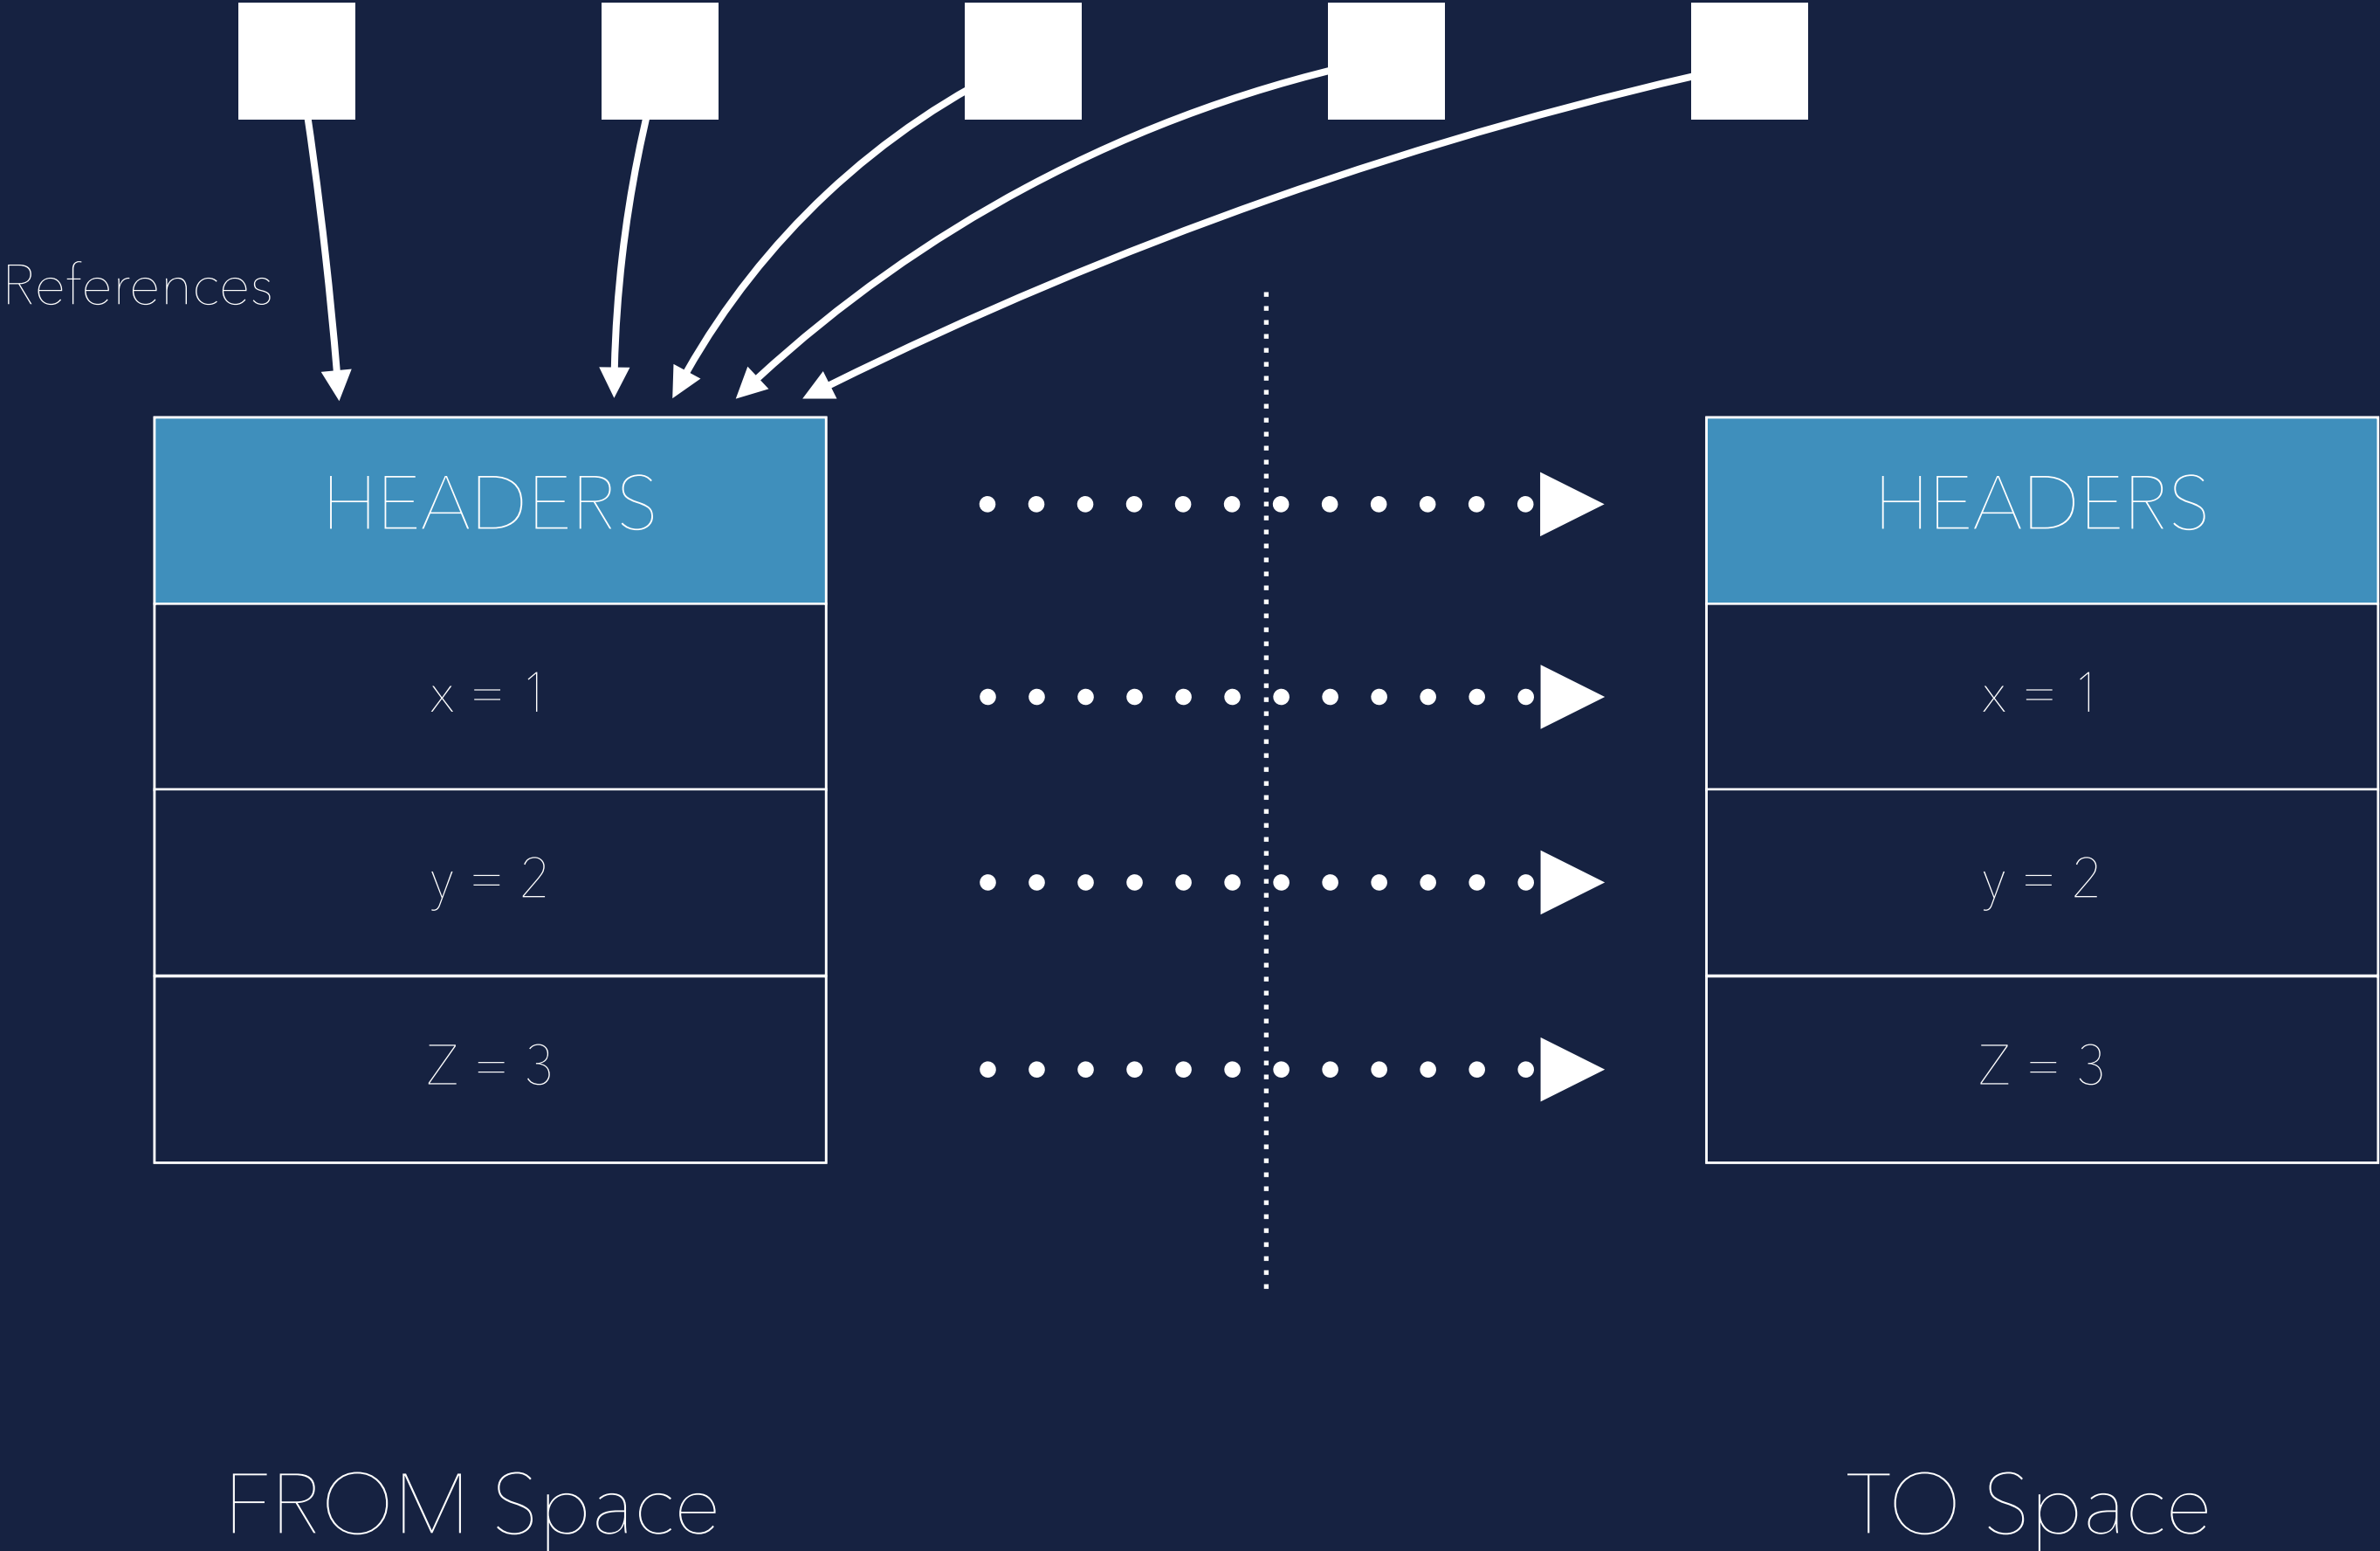 References
HEADERS
HEADERS
x = 1
x = 1
y = 2
y = 2
Z = 3
Z = 3
FROM Space
TO Space